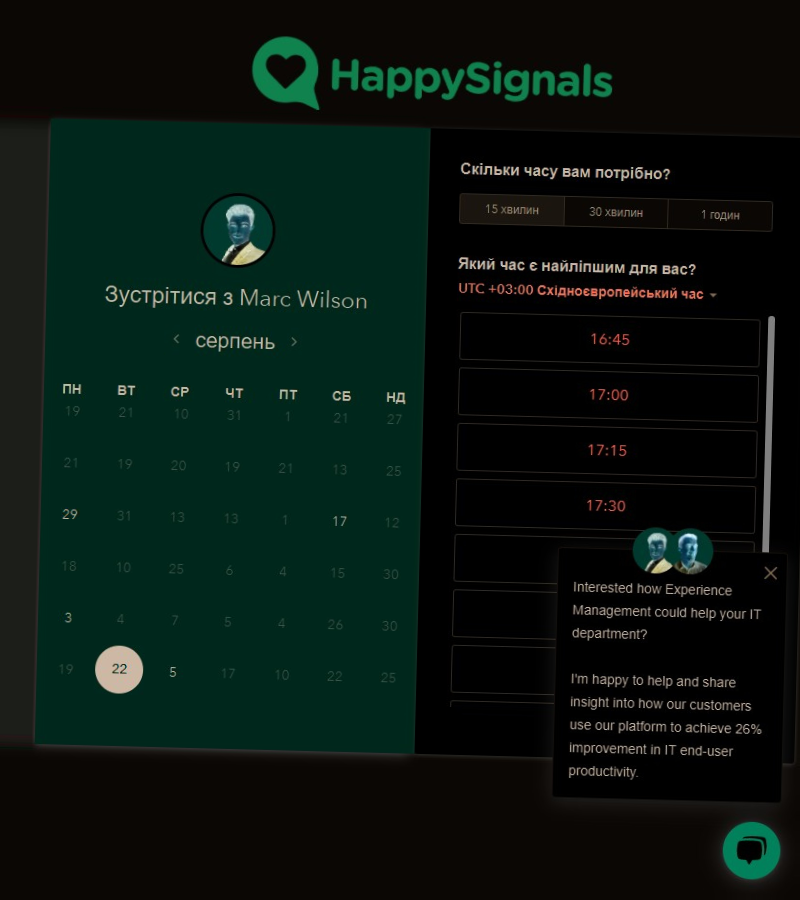 HappySignals
Зустрітися з Marc Wilson
серпень
ПН ВТ СР ЧТ ПТ СБ НД
19 21 10 31 1 21 27
21 19 20 19 21 13 25
29 31 13 13 1 17 12
18 10 25 6 4 15 30
3 4 7 5 4 26 30
19 22 5 17 10 22 25
Скільки часу вам потрібно?
15 хвилин 30 хвилин 1 годин
Який час є найліпшим для вас?
UTC +03:00 Східноєвропейський час
16:45
17:00
17:15
17:30
Interested how Experience
Management could help your IT
department?
I'm happy to help and share
insight into how our customers
use our platform to achieve 26%
improvement in IT end-user
productivity.